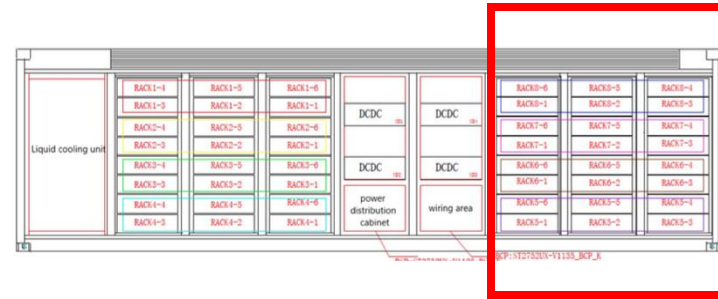 RACK1-4 RACK1-5 RACK1-6 RACK8-6 RACK8-5 RACK8-4
RACK1-3 RACK1-2 RACK1-1 DCDC DCDC RACK8-1 RACK8-2 RACK8-3
RACK2-4 RACK2-5 RACK2-6 RACK7-6 RACK7-5 RACK7-4
Liquid cooling unit RACK2-3 RACK2-2 RACK2-1 RACK7-1 RACK7-2 RACK7-3
RACK3-4 RACK3-5 RACK3-6 DCDC DCDC RACK6-6 RACK6-5 RACK6-4
RACK3-3 RACK3-2 RACK3-1 RACK6-1 RACK6-2 RACK6-3
RACK4-4 RACK4-5 RACK4-6 power distribution cabinet wiring area RACK5-6 RACK5-5 RACK5-4
RACK4-3 RACK4-2 RACK4-1 RACK5-1 RACK5-2 RACK5-3
BCP:ST2752UX-V1135_BCP_R